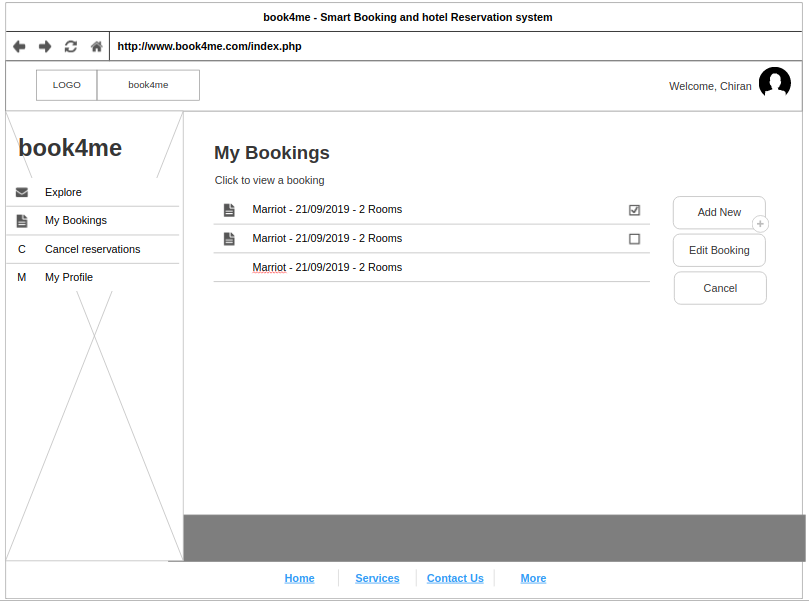 book4me - Smart Booking and hotel Reservation system
http://www.book4me.com/index.php
LOGO book4me
Welcome, Chiran
book4me
Explore
My Bookings
C Cancel reservations
M My Profile
My Bookings
Click to view a booking
Marriot - 21/09/2019 - 2 Rooms
Marriot - 21/09/2019 - 2 Rooms
Marriot - 21/09/2019 - 2 Rooms
Add New
Edit Booking
Cancel
Home Services Contact Us More